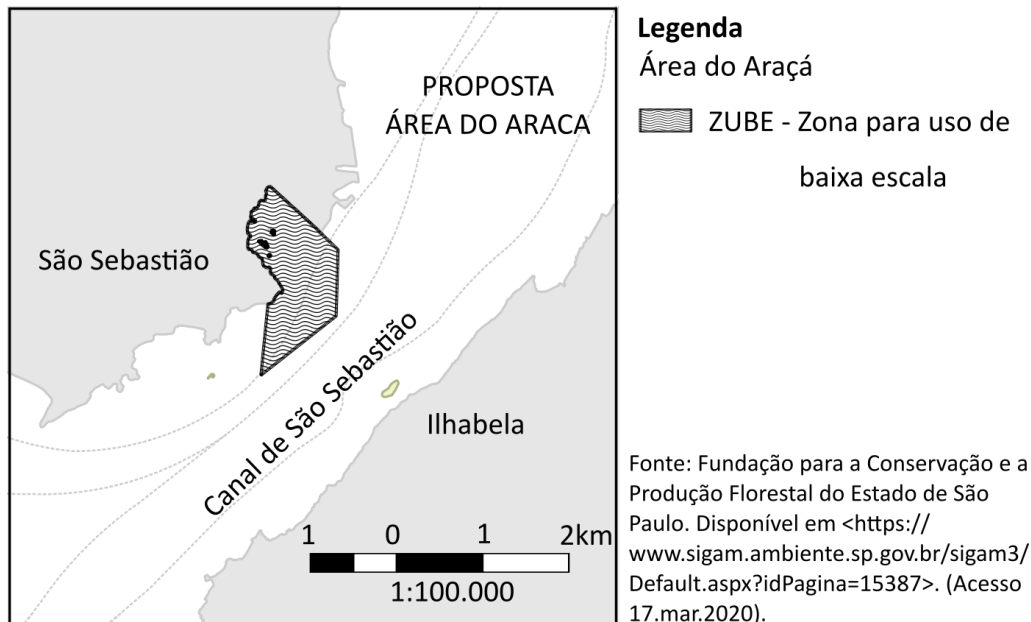 PROPOSTA
ÁREA DO ARACA
São Sebastião
Canal de São Sebastião
Ilhabela
1 0 1 2km
1:100.000
Legenda
Área do Araçá
ZUBE - Zona para uso de
baixa escala
Fonte: Fundação para a Conservação e a
Produção Florestal do Estado de São
Paulo. Disponível em <https://
www.sigam.ambiente.sp.gov.br/sigam3/
Default.aspx?idPagina=15387>. (Acesso
17.mar.2020).